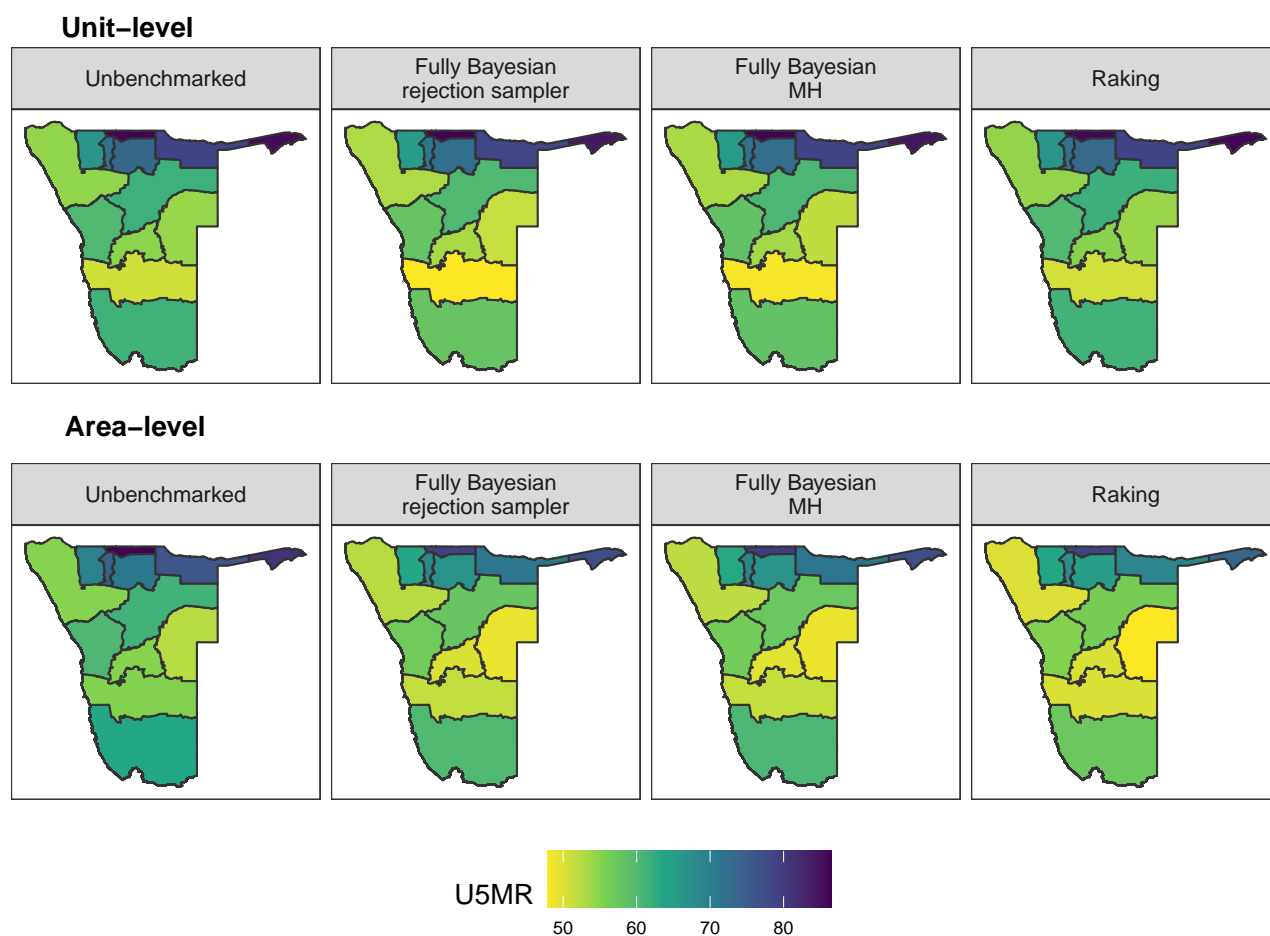 Unit−level
Unbenchmarked
Fully Bayesian
rejection sampler
Fully Bayesian
MH
Raking
Area−level
Unbenchmarked
Fully Bayesian
rejection sampler
Fully Bayesian
MH
Raking
U5MR
50 60 70 80